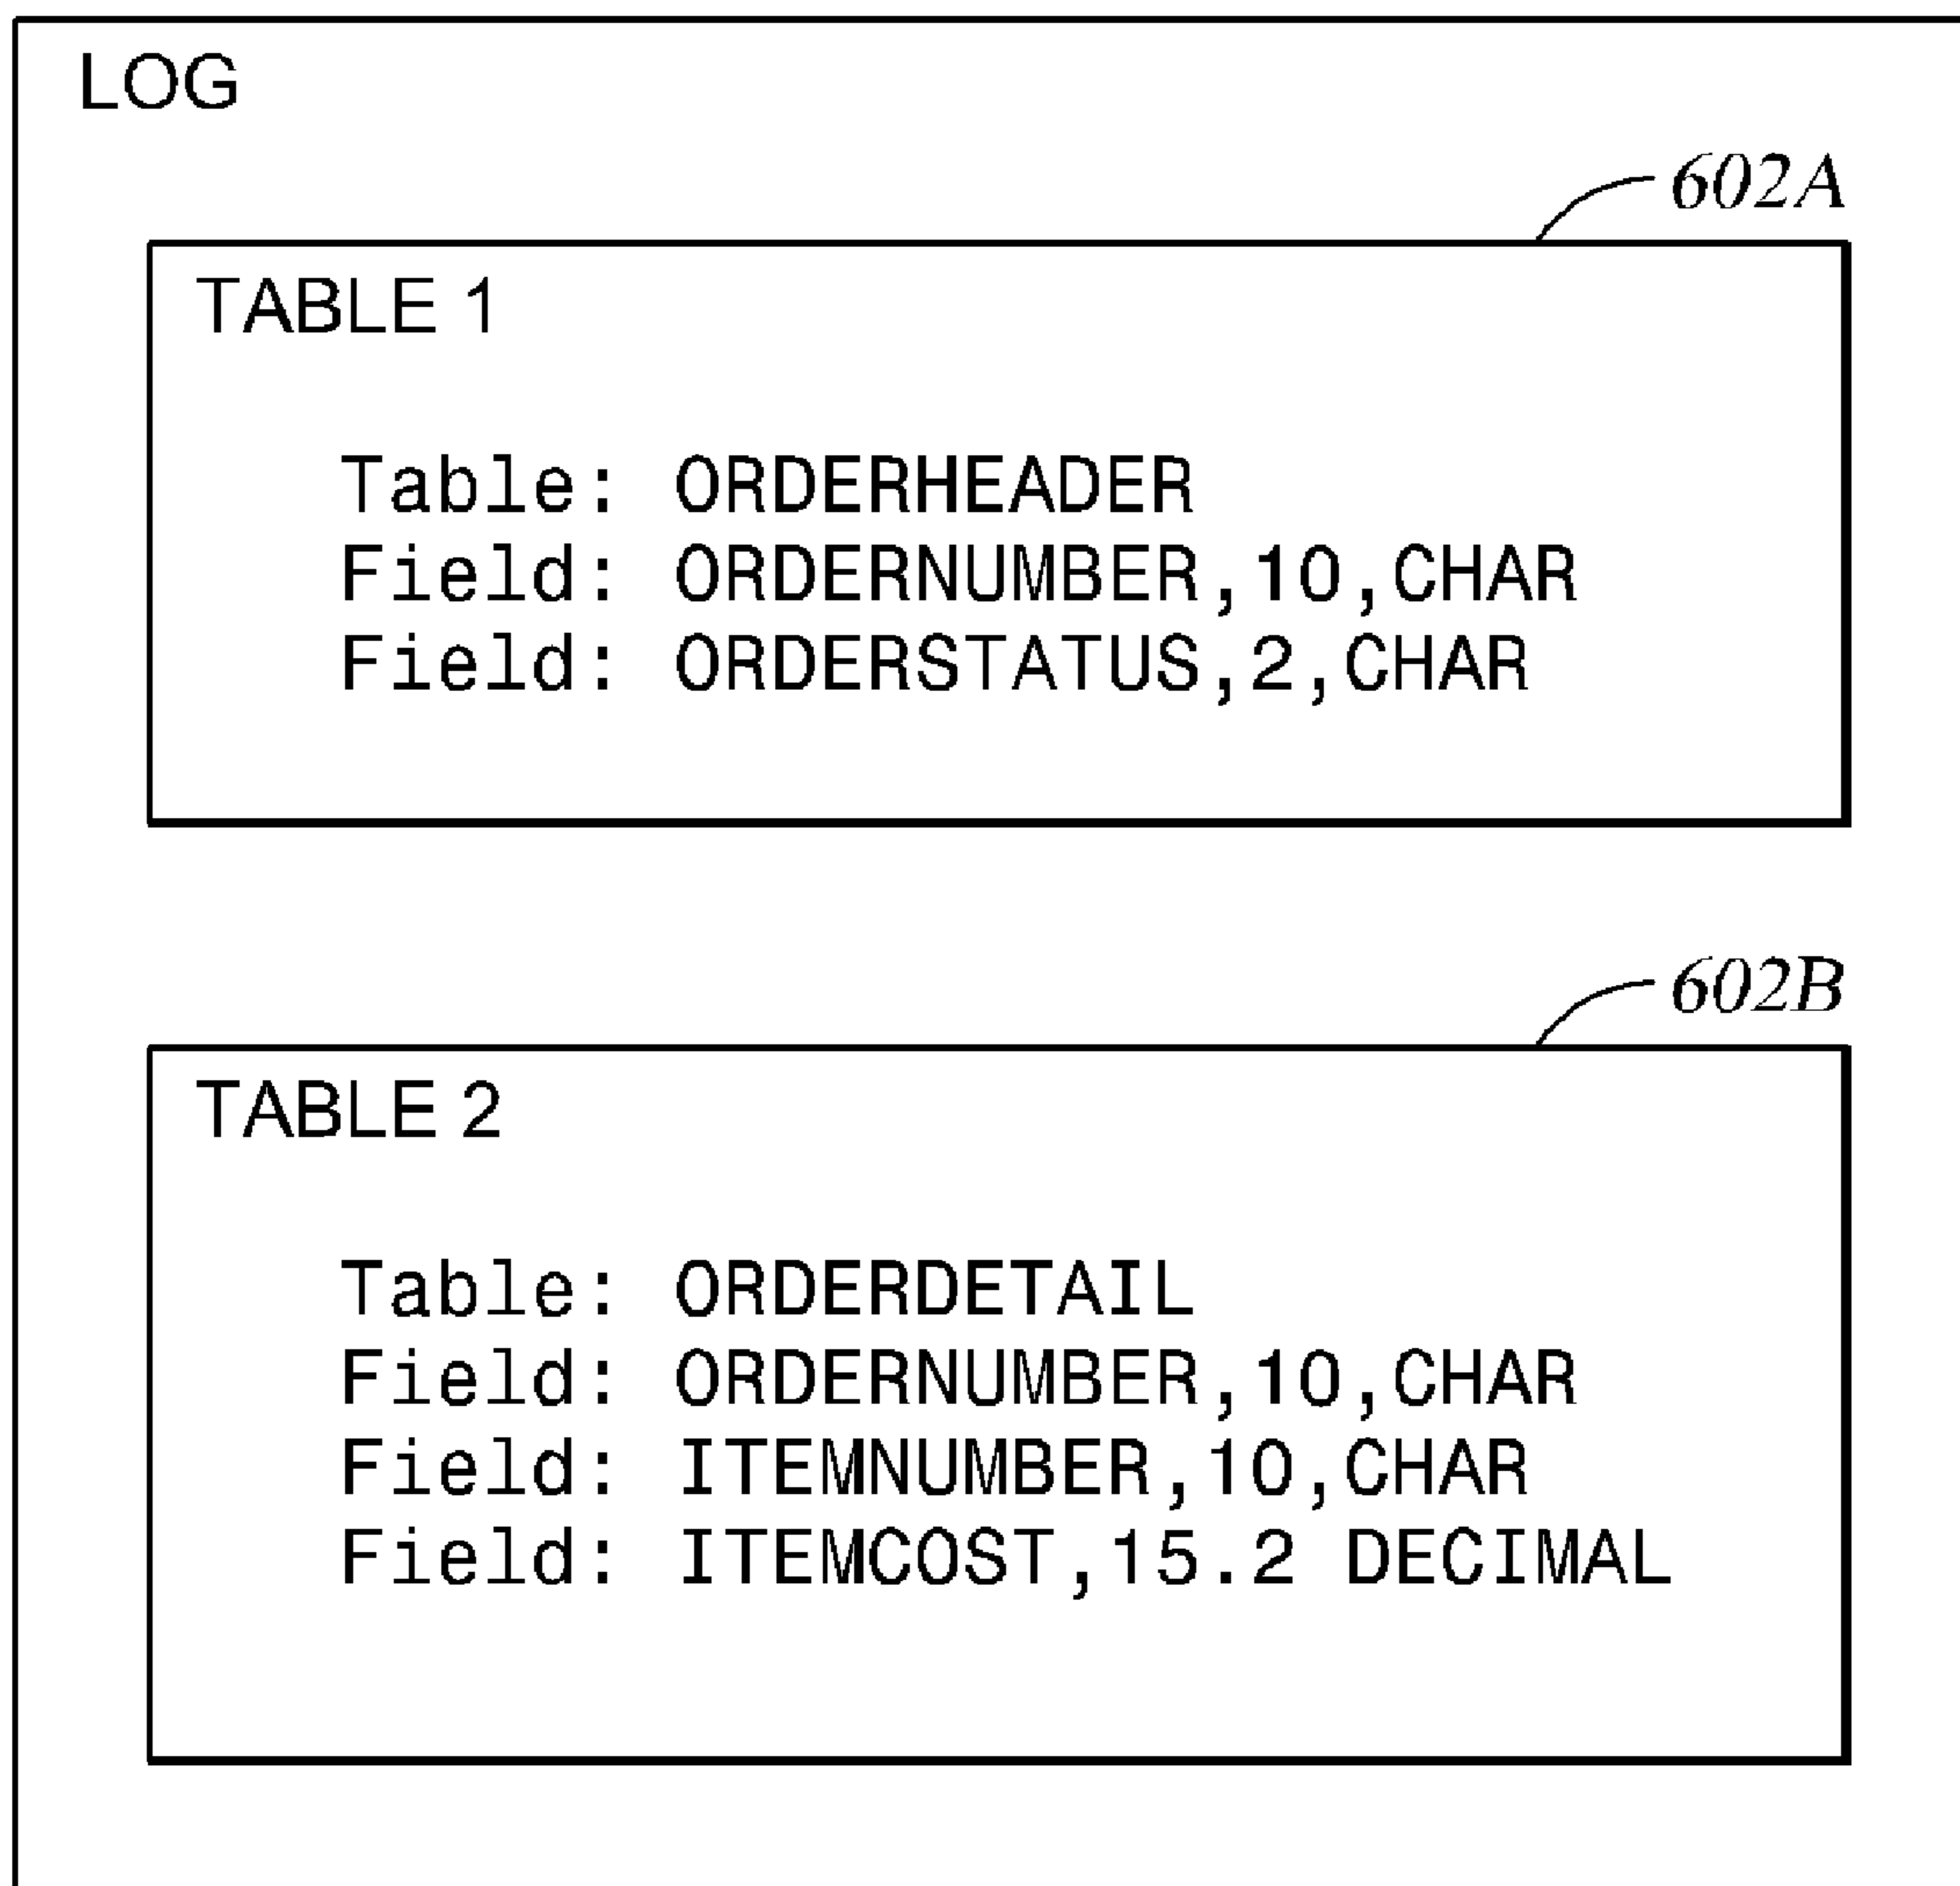 LOG
602A
TABLE 1
Table: ORDERHEADER
Field: ORDERNUMBER,10,CHAR
Field: ORDERSTATUS,2,CHAR
602B
TABLE 2
Table: ORDERDETAIL
Field: ORDERNUMBER,10,CHAR
Field: ITEMNUMBER,10,CHAR
Field: ITEMCOST,15.2 DECIMAL